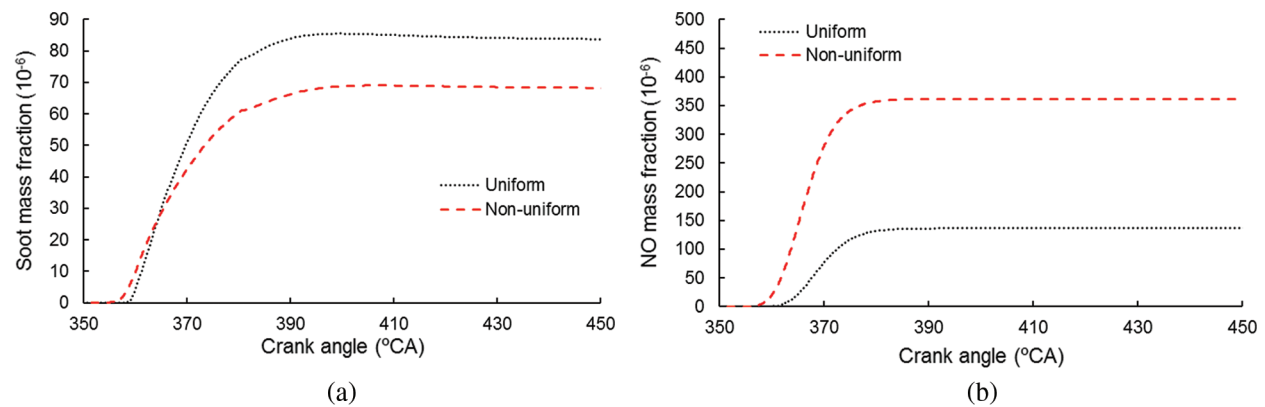 Soot mass fraction (10⁻⁶)
90
80
70
60
50
40
30
20
10
0
Uniform
Non-uniform
350 370 390 410 430 450
Crank angle (ºCA)
(a)
NO mass fraction (10⁻⁶)
500
450
400
350
300
250
200
150
100
50
0
Uniform
Non-uniform
350 370 390 410 430 450
Crank angle (ºCA)
(b)